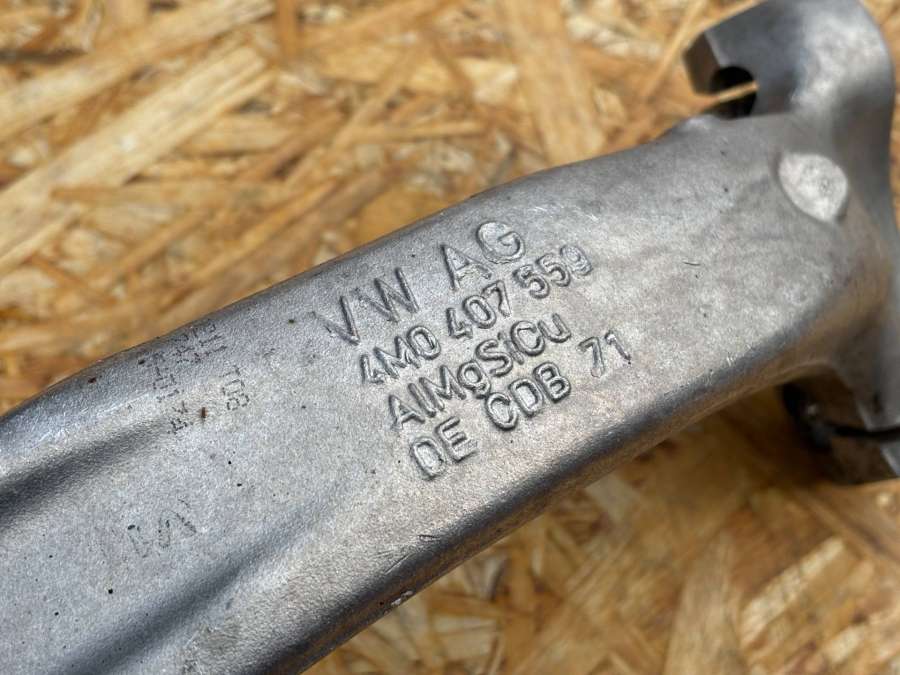 VW AG
4M0 407 559
AlMgSiCu
DE CDB 71